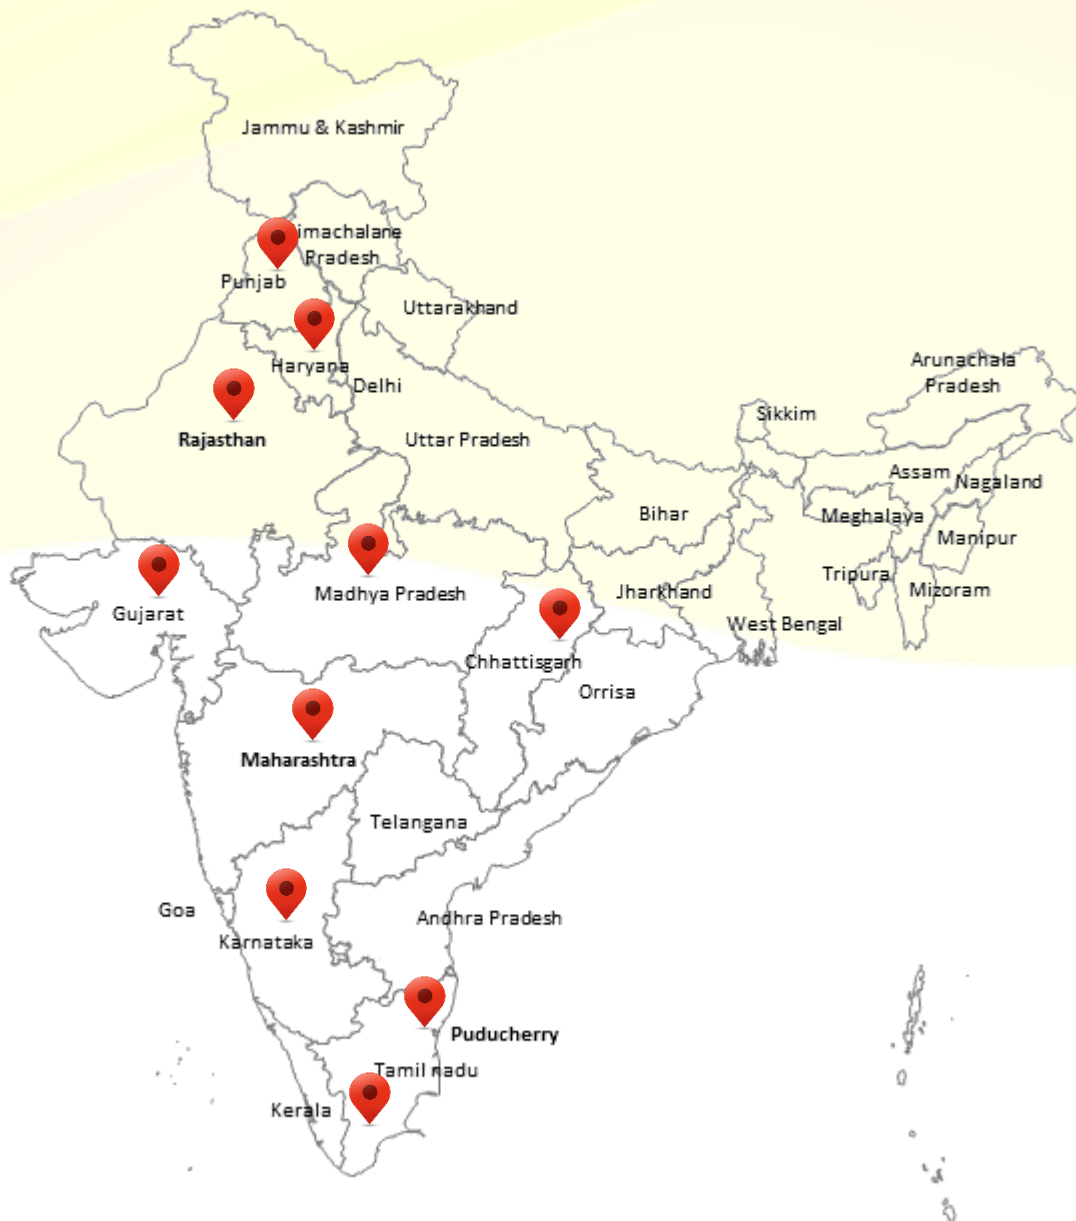 Jammu & Kashmir
imachalane
Pradesh
Punjab
Uttarakhand
Haryana
Delhi
Arunachala
Pradesh
Sikkim
Rajasthan
Uttar Pradesh
Assam
Nagaland
Bihar
Meghalaya
Manipur
Tripura
Mizoram
Gujarat
Madhya Pradesh
Jharkhand
West Bengal
Chhattisgarh
Orrisa
Maharashtra
Telangana
Goa
Andhra Pradesh
Karnataka
Puducherry
Tamil nadu
Kerala